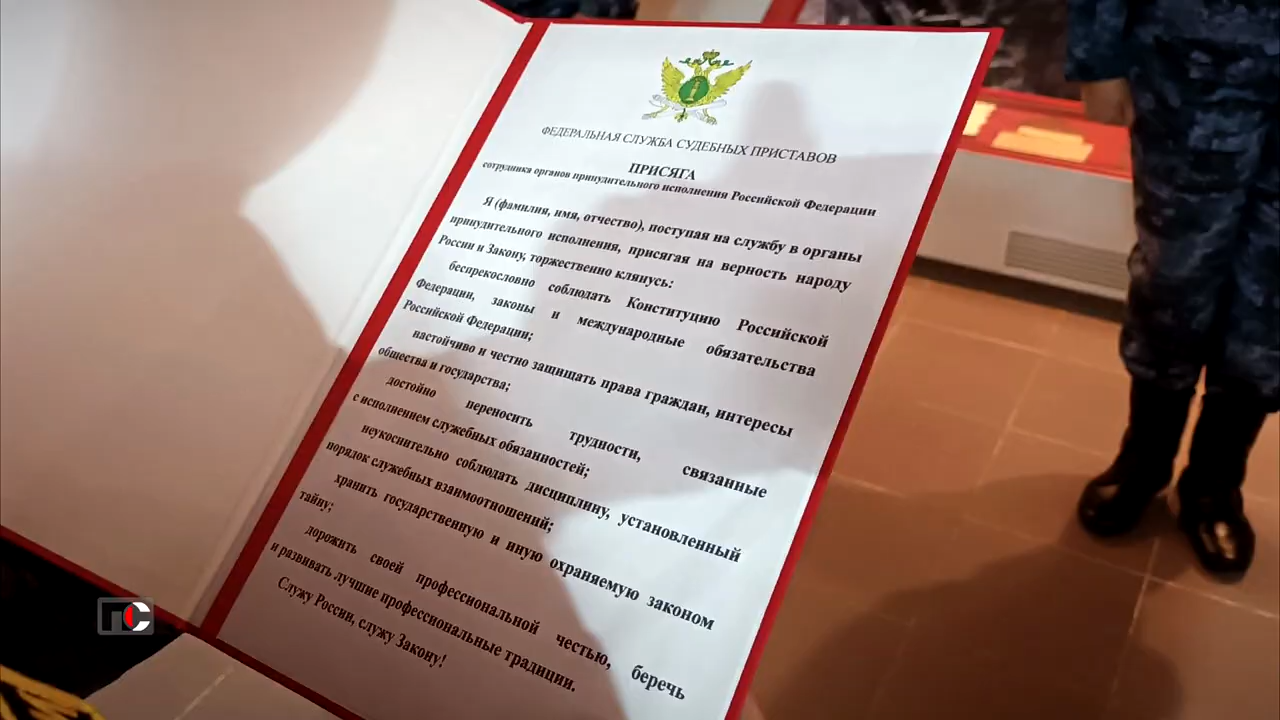 ФЕДЕРАЛЬНАЯ СЛУЖБА СУДЕБНЫХ ПРИСТАВОВ
ПРИСЯГА
сотрудника органов принудительного исполнения Российской Федерации
Я (фамилия, имя, отчество), поступая на службу в органы
принудительного исполнения, присягая на верность народу
России и Закону, торжественно клянусь:
беспрекословно соблюдать Конституцию Российской
Федерации, законы и международные обязательства
Российской Федерации;
настойчиво и честно защищать права граждан, интересы
общества и государства;
достойно переносить трудности, связанные
с исполнением служебных обязанностей;
неукоснительно соблюдать дисциплину, установленный
порядок служебных взаимоотношений;
хранить государственную и иную охраняемую законом
тайну;
дорожить своей профессиональной честью, беречь
и развивать лучшие профессиональные традиции.
Служу России, служу Закону!
ПС